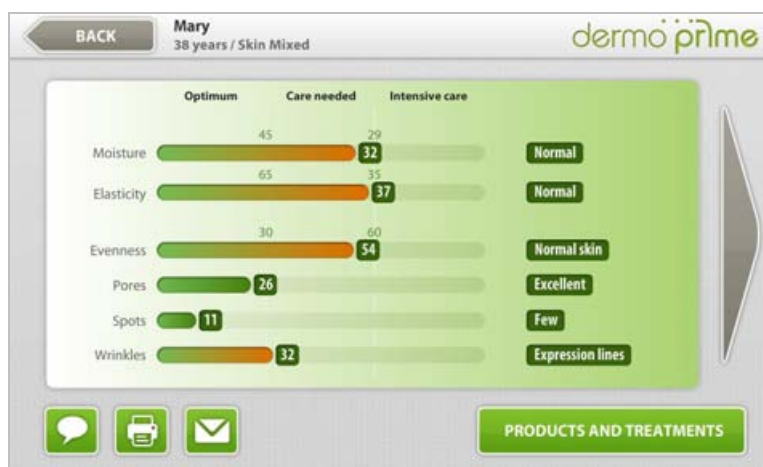 BACK
Mary
38 years / Skin Mixed
dermo prime
Optimum Care needed Intensive care
45 29
Moisture 32 Normal
65 35
Elasticity 37 Normal
30 60
Evenness 54 Normal skin
Pores 26 Excellent
Spots 11 Few
Wrinkles 32 Expression lines
PRODUCTS AND TREATMENTS